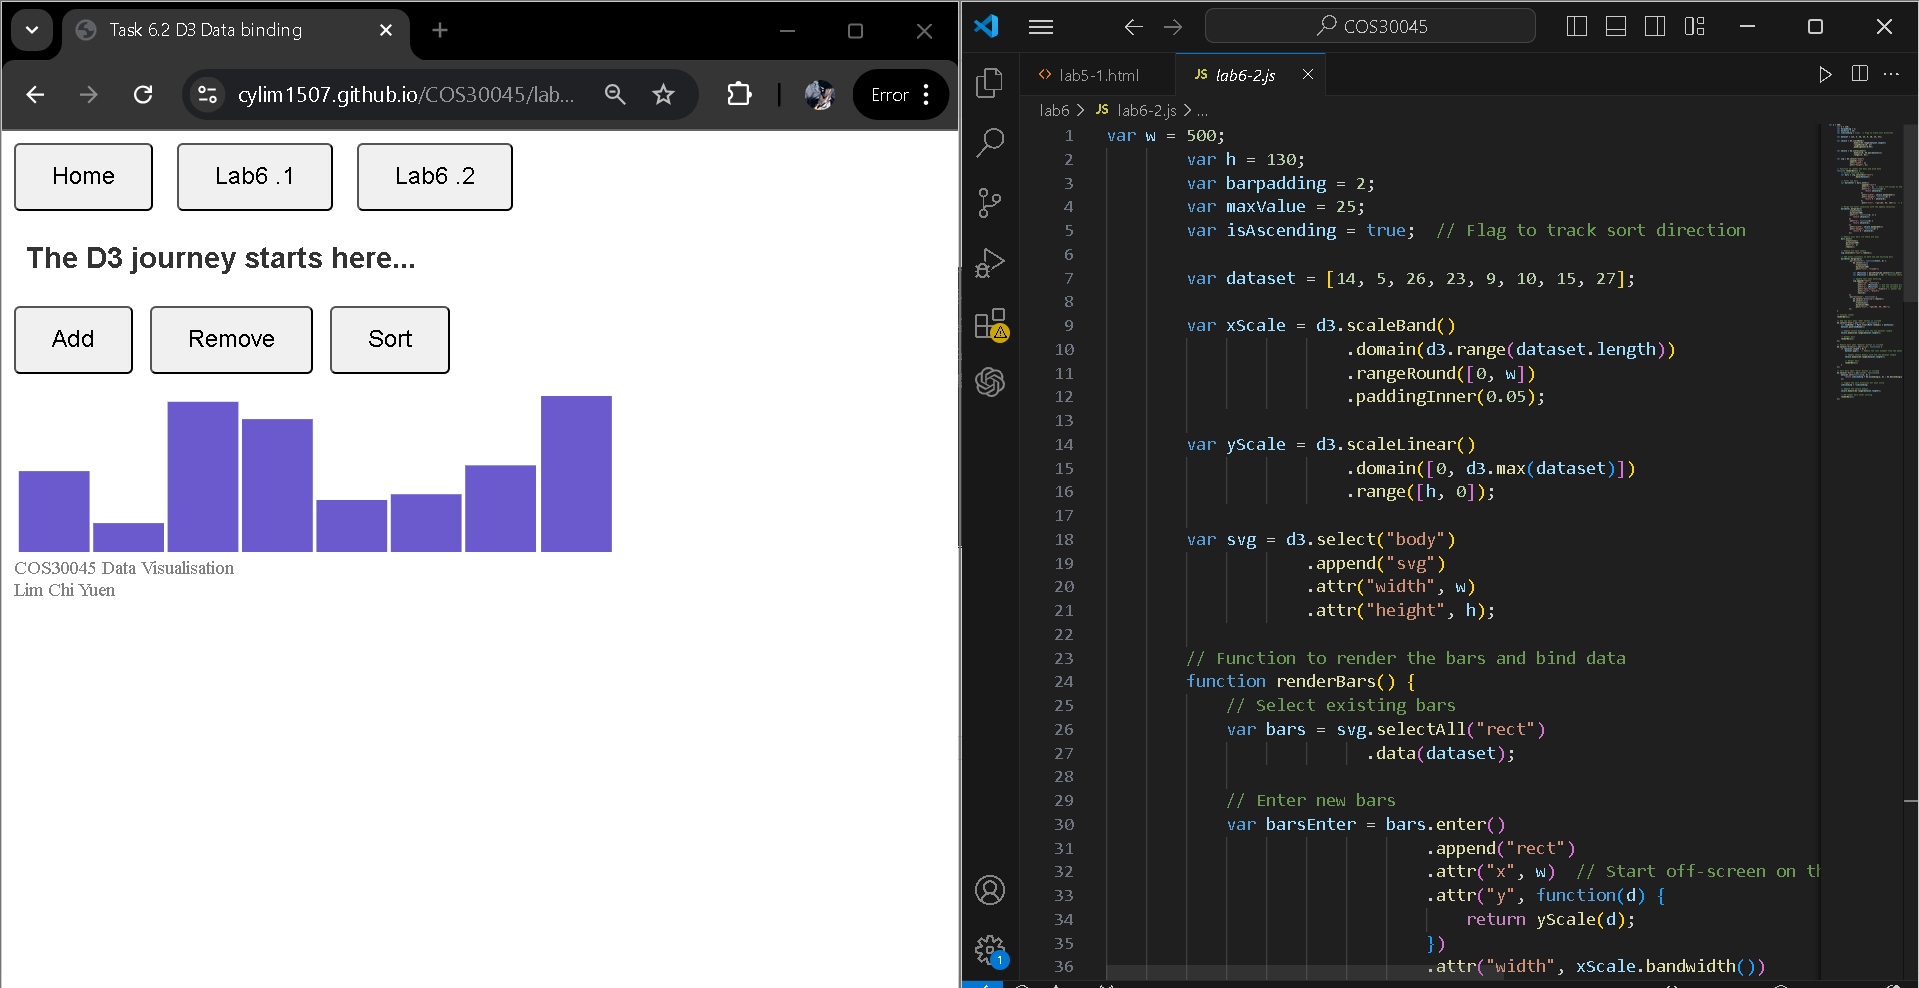 Task 6.2 D3 Data binding
cylim1507.github.io/COS30045/lab...
Error
Home
Lab6 .1
Lab6 .2
The D3 journey starts here...
Add
Remove
Sort
COS30045 Data Visualisation
Lim Chi Yuen
COS30045
lab5-1.html
JS lab6-2.js
lab6 > JS lab6-2.js > ...
1 var w = 500;
2 var h = 130;
3 var barpadding = 2;
4 var maxValue = 25;
5 var isAscending = true; // Flag to track sort direction
6
7 var dataset = [14, 5, 26, 23, 9, 10, 15, 27];
8
9 var xScale = d3.scaleBand()
10 .domain(d3.range(dataset.length))
11 .rangeRound([0, w])
12 .paddingInner(0.05);
13
14 var yScale = d3.scaleLinear()
15 .domain([0, d3.max(dataset)])
16 .range([h, 0]);
17
18 var svg = d3.select("body")
19 .append("svg")
20 .attr("width", w)
21 .attr("height", h);
22
23 // Function to render the bars and bind data
24 function renderBars() {
25 // Select existing bars
26 var bars = svg.selectAll("rect")
27 .data(dataset);
28
29 // Enter new bars
30 var barsEnter = bars.enter()
31 .append("rect")
32 .attr("x", w) // Start off-screen on th
33 .attr("y", function(d) {
34 return yScale(d);
35 })
36 .attr("width", xScale.bandwidth())
1